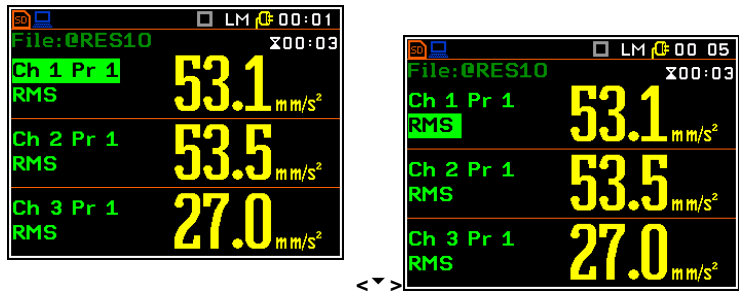 SD LM 00:01
File:@RES10 00:03
Ch 1 Pr 1
RMS 53.1 mm/s²
Ch 2 Pr 1
RMS 53.5 mm/s²
Ch 3 Pr 1
RMS 27.0 mm/s²
< >
SD LM 00 05
File:@RES10 00:03
Ch 1 Pr 1
RMS 53.1 mm/s²
Ch 2 Pr 1
RMS 53.5 mm/s²
Ch 3 Pr 1
RMS 27.0 mm/s²